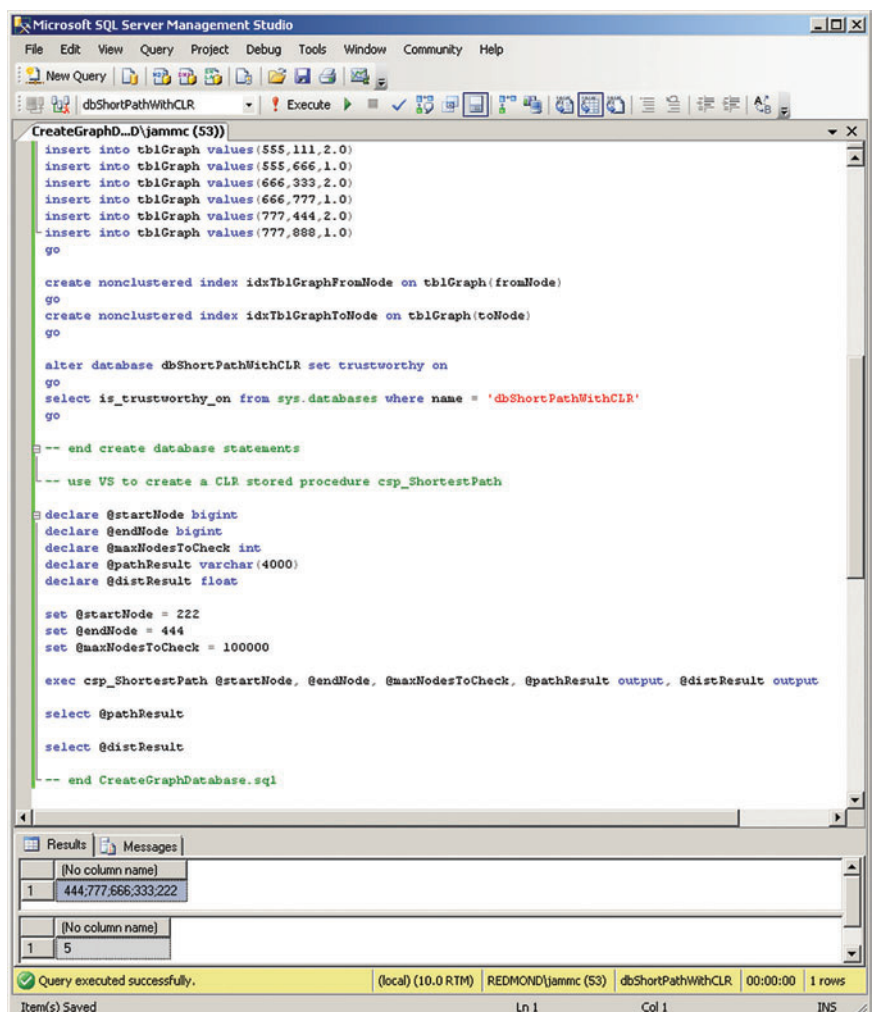 Microsoft SQL Server Management Studio
File Edit View Query Project Debug Tools Window Community Help
New Query
dbShortPathWithCLR Execute
CreateGraphD...D\jammc (53))
insert into tblGraph values(555,111,2.0)
insert into tblGraph values(555,666,1.0)
insert into tblGraph values(666,333,2.0)
insert into tblGraph values(666,777,1.0)
insert into tblGraph values(777,444,2.0)
insert into tblGraph values(777,888,1.0)
go
create nonclustered index idxTblGraphFromNode on tblGraph(fromNode)
go
create nonclustered index idxTblGraphToNode on tblGraph(toNode)
go
alter database dbShortPathWithCLR set trustworthy on
go
select is_trustworthy_on from sys.databases where name = 'dbShortPathWithCLR'
go
-- end create database statements
-- use VS to create a CLR stored procedure csp_ShortestPath
declare @startNode bigint
declare @endNode bigint
declare @maxNodesToCheck int
declare @pathResult varchar(4000)
declare @distResult float
set @startNode = 222
set @endNode = 444
set @maxNodesToCheck = 100000
exec csp_ShortestPath @startNode, @endNode, @maxNodesToCheck, @pathResult output, @distResult output
select @pathResult
select @distResult
-- end CreateGraphDatabase.sql
Results Messages
(No column name)
1 444;777;666;333;222
(No column name)
1 5
Query executed successfully. (local) (10.0 RTM) REDMOND\jammc (53) dbShortPathWithCLR 00:00:00 1 rows
Item(s) Saved Ln 1 Col 1 INS